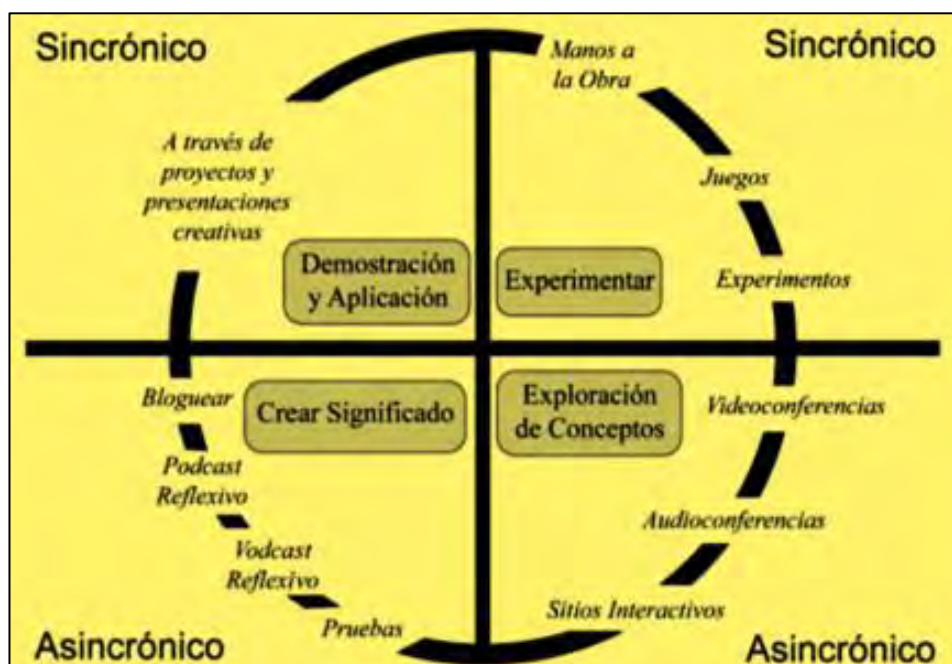 Sincrónico
Sincrónico
Manos a
la Obra
A través de
proyectos y
presentaciones
creativas
Juegos
Demostración
y Aplicación
Experimentar
Experimentos
Bloguear
Crear Significado
Exploración
de Conceptos
Videoconferencias
Podcast
Reflexivo
Audioconferencias
Vodcast
Reflexivo
Pruebas
Sitios Interactivos
Asincrónico
Asincrónico